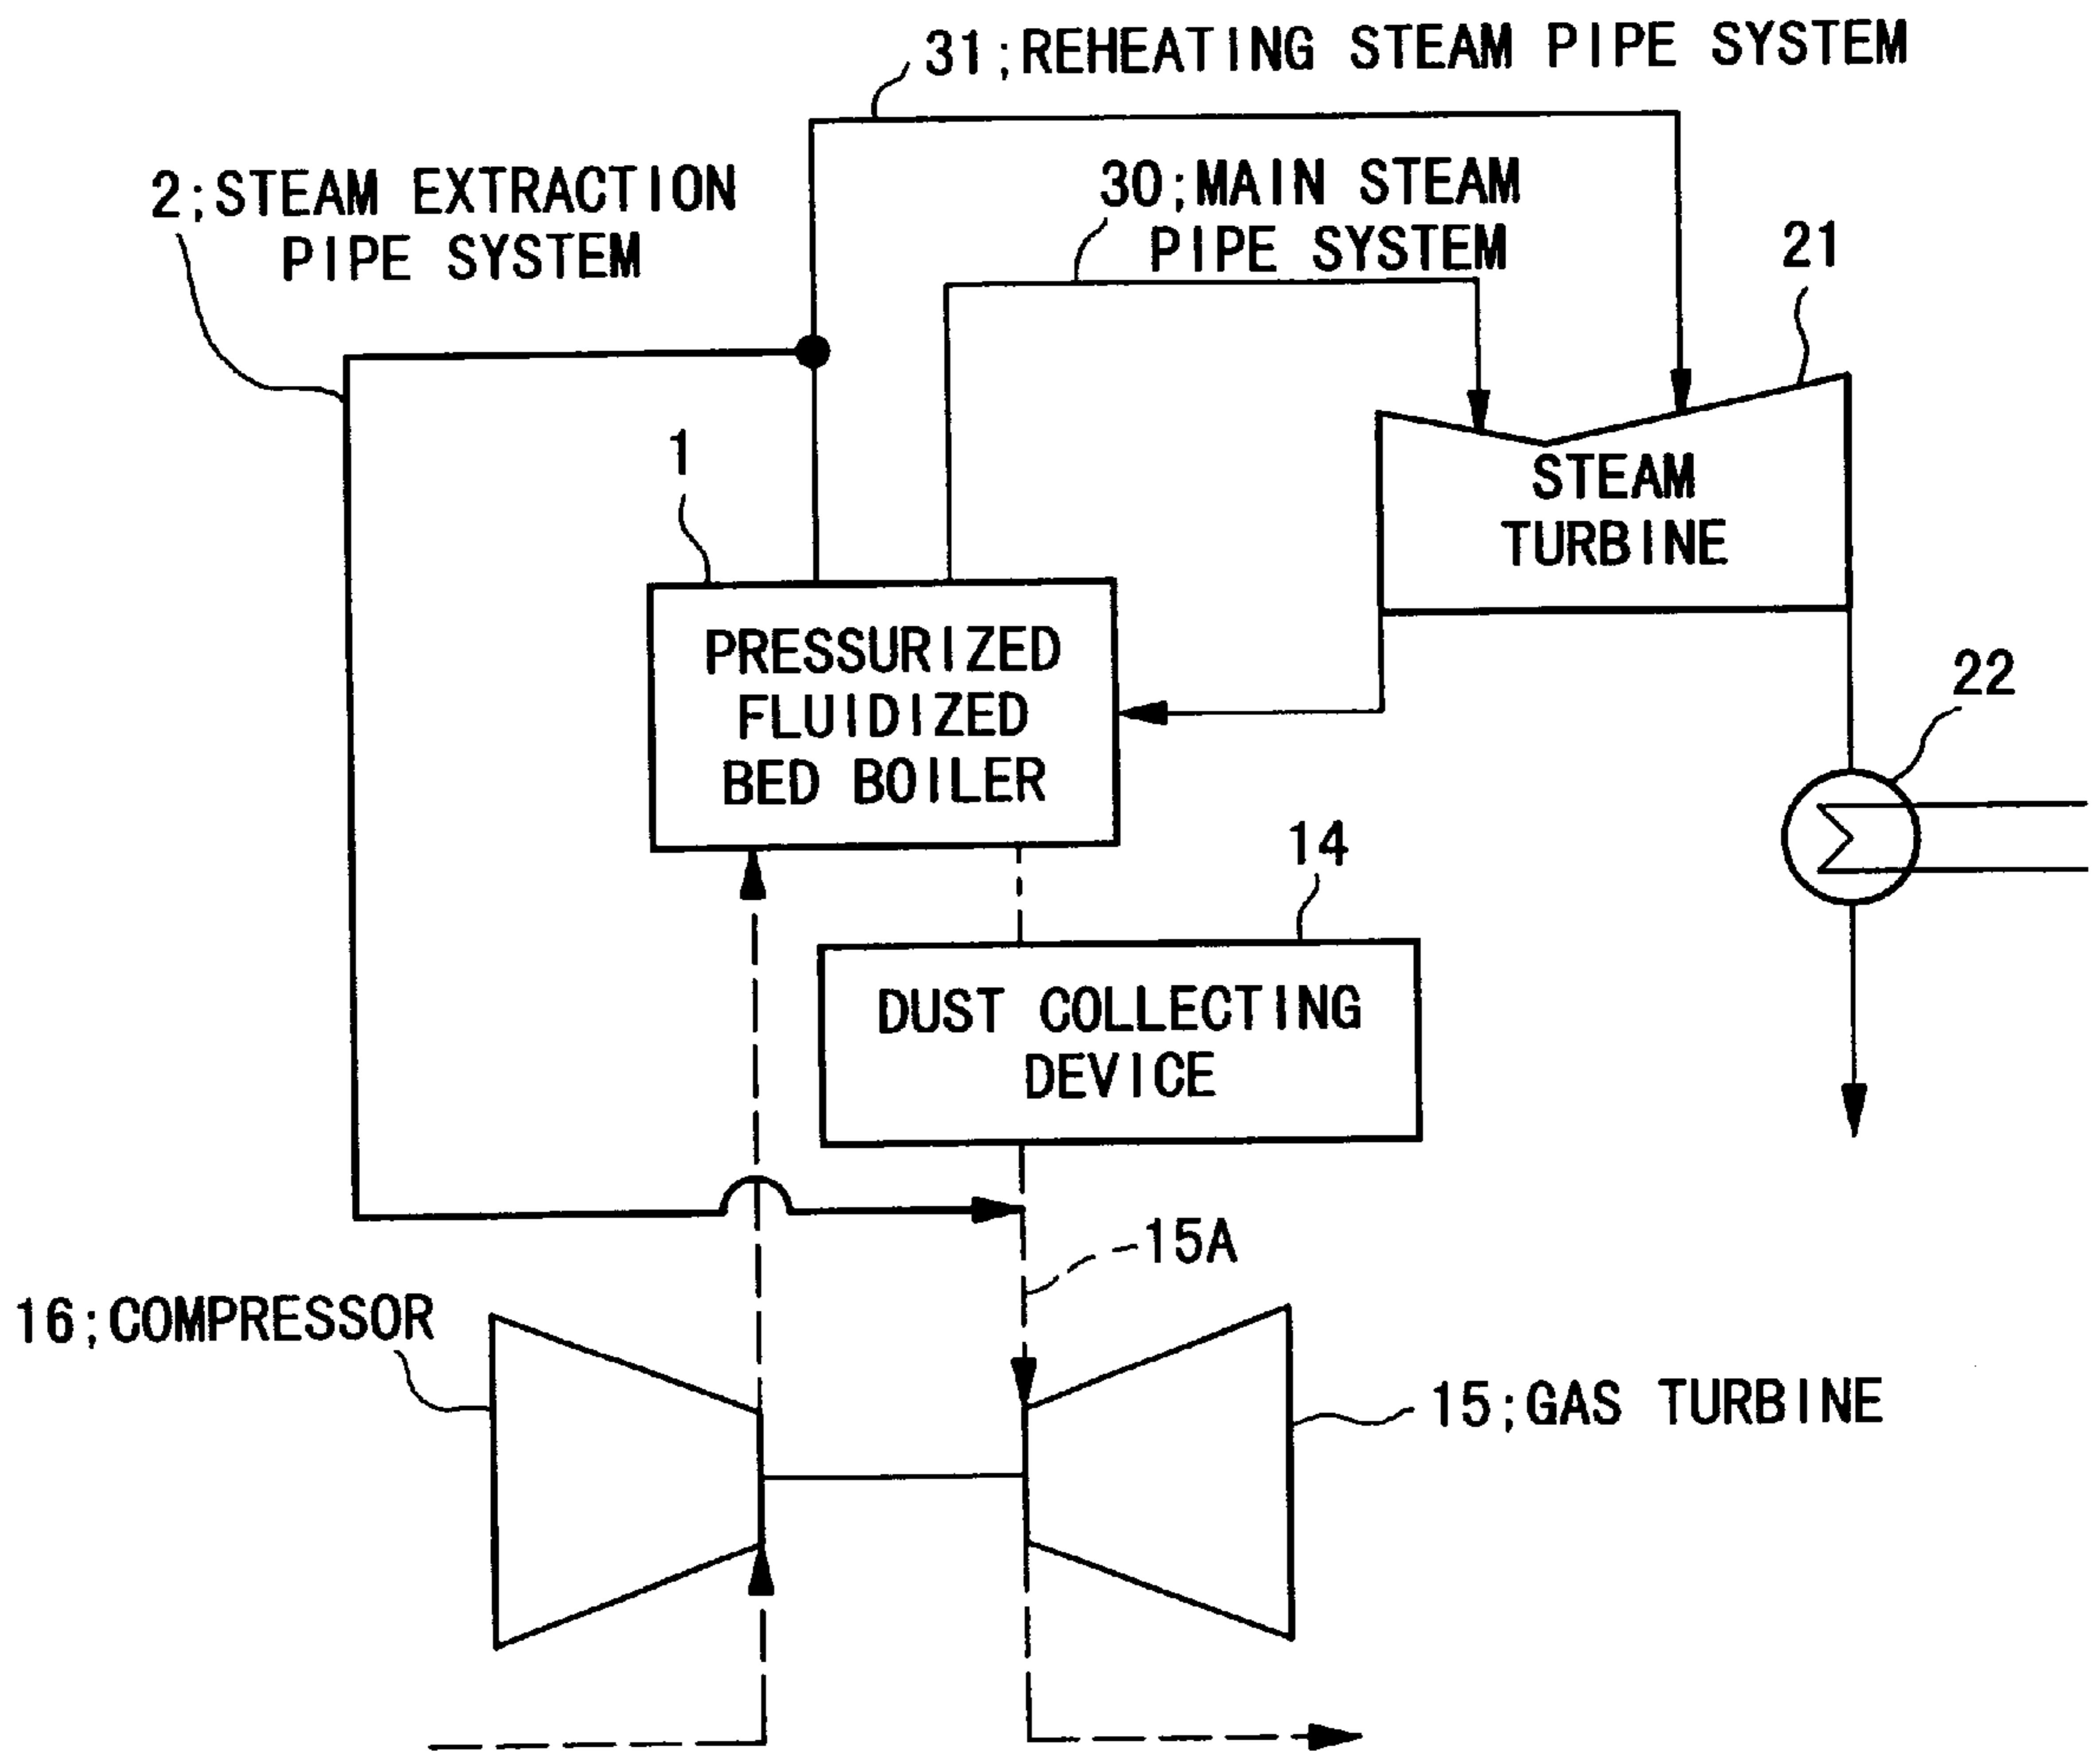 31;REHEATING STEAM PIPE SYSTEM
2;STEAM EXTRACTION
PIPE SYSTEM
30;MAIN STEAM
PIPE SYSTEM
21
STEAM
TURBINE
1
PRESSURIZED
FLUIDIZED
BED BOILER
22
14
DUST COLLECTING
DEVICE
15A
16;COMPRESSOR
15;GAS TURBINE